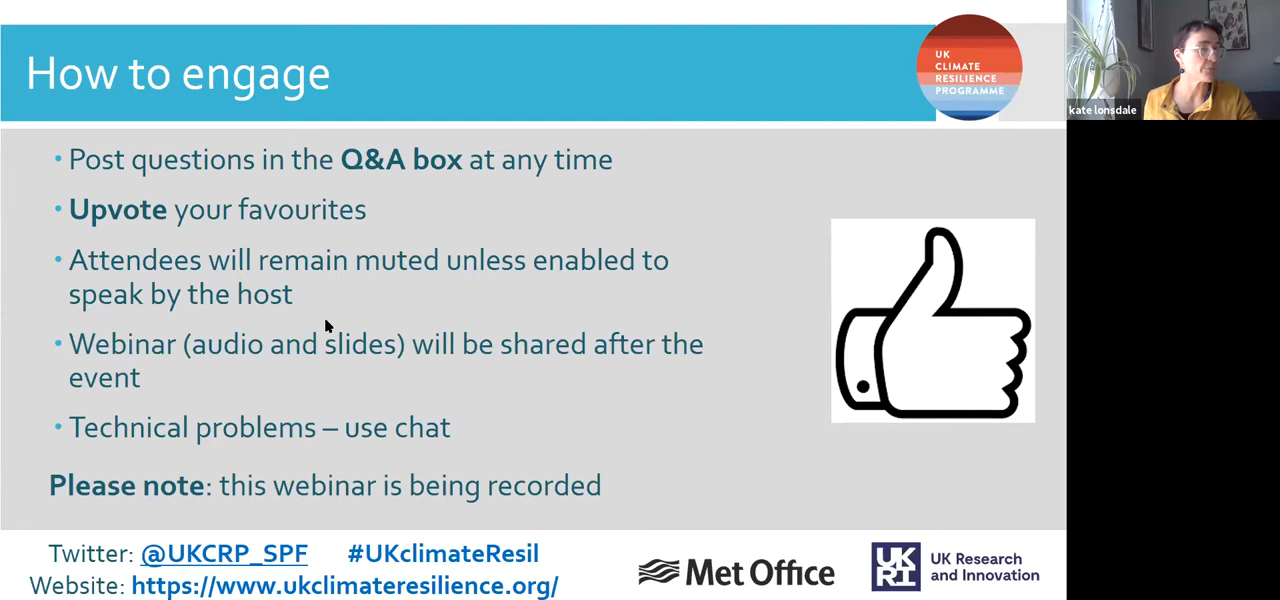 How to engage
UK
CLIMATE
RESILIENCE
PROGRAMME
kate lonsdale
• Post questions in the Q&A box at any time
• Upvote your favourites
• Attendees will remain muted unless enabled to
speak by the host
• Webinar (audio and slides) will be shared after the
event
• Technical problems – use chat
Please note: this webinar is being recorded
Twitter: @UKCRP_SPF #UKclimateResil
Website: https://www.ukclimateresilience.org/
Met Office
UK
RI
UK Research
and Innovation